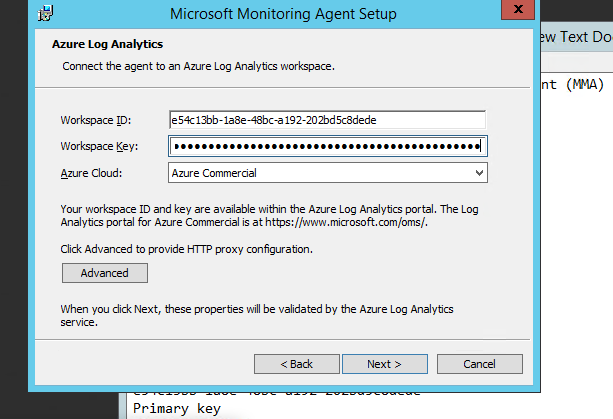 Microsoft Monitoring Agent Setup
x
ew Text Do
Azure Log Analytics
Connect the agent to an Azure Log Analytics workspace.
nt (MMA)
Workspace ID: e54c13bb-1a8e-48bc-a192-202bd5c8dede
Workspace Key: ●●●●●●●●●●●●●●●●●●●●●●●●●●●●●●●●●●●●●●●●●●●●
Azure Cloud: Azure Commercial
Your workspace ID and key are available within the Azure Log Analytics portal. The Log
Analytics portal for Azure Commercial is at https://www.microsoft.com/oms/.
Click Advanced to provide HTTP proxy configuration.
Advanced
When you click Next, these properties will be validated by the Azure Log Analytics
service.
< Back Next > Cancel
Primary key